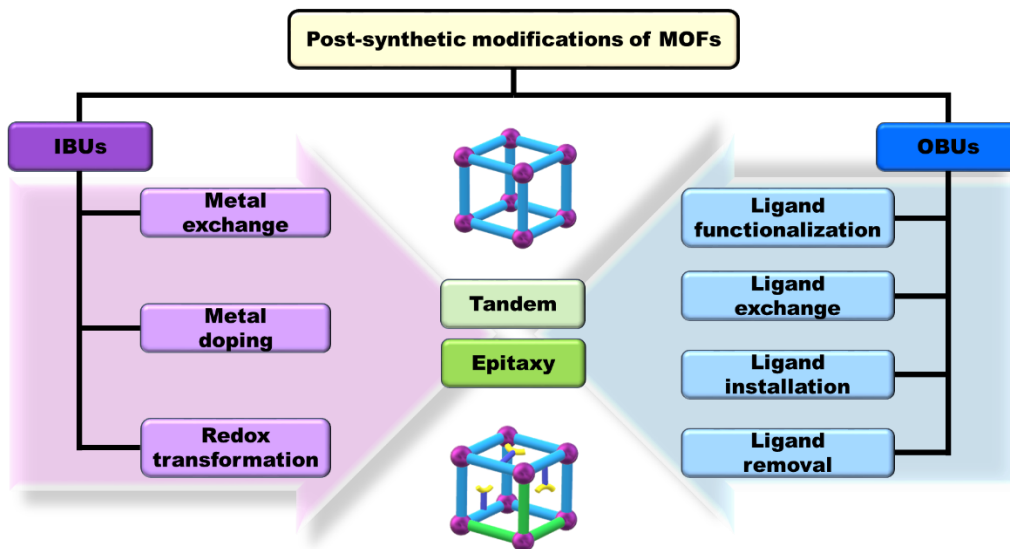 Post-synthetic modifications of MOFs
IBUs
OBUs
Metal
exchange
Metal
doping
Redox
transformation
Tandem
Epitaxy
Ligand
functionalization
Ligand
exchange
Ligand
installation
Ligand
removal